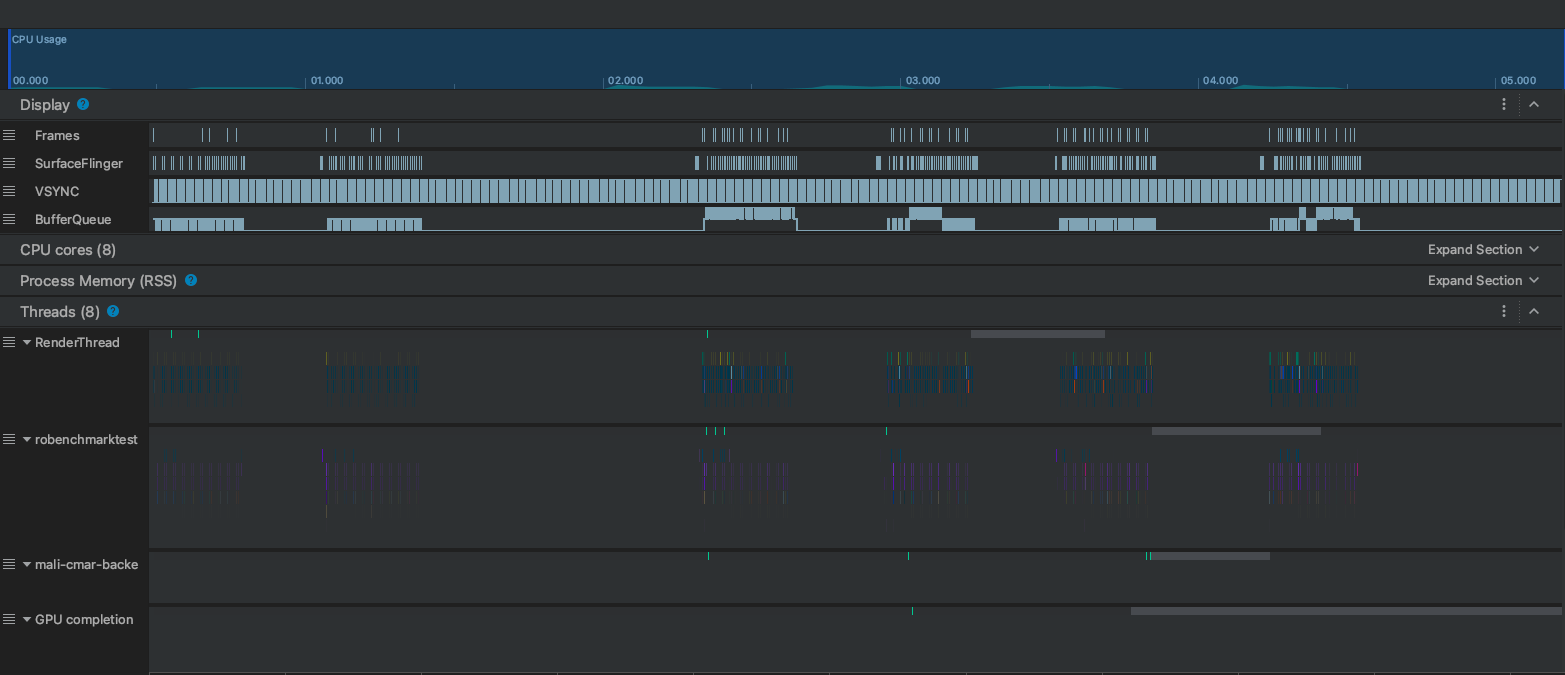 CPU Usage
00.000 01.000 02.000 03.000 04.000 05.000
Display ?
Frames
SurfaceFlinger
VSYNC
BufferQueue
CPU cores (8) Expand Section
Process Memory (RSS) ? Expand Section
Threads (8) ?
RenderThread
robenchmarktest
mali-cmar-backe
GPU completion